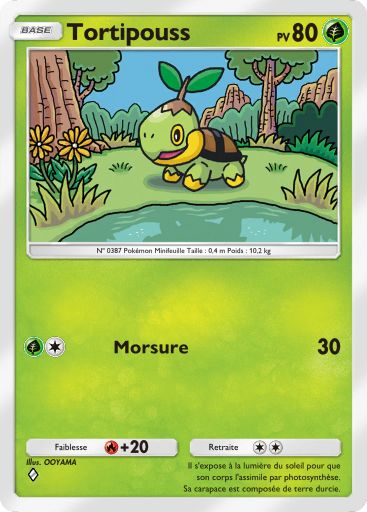 BASE Tortipouss PV 80
N° 0387 Pokémon Minifeuille Taille : 0,4 m Poids : 10,2 kg
Morsure 30
Faiblesse +20 Retraite
Illus. OOYAMA
Il s'expose à la lumière du soleil pour que
son corps l'assimile par photosynthèse.
Sa carapace est composée de terre durcie.